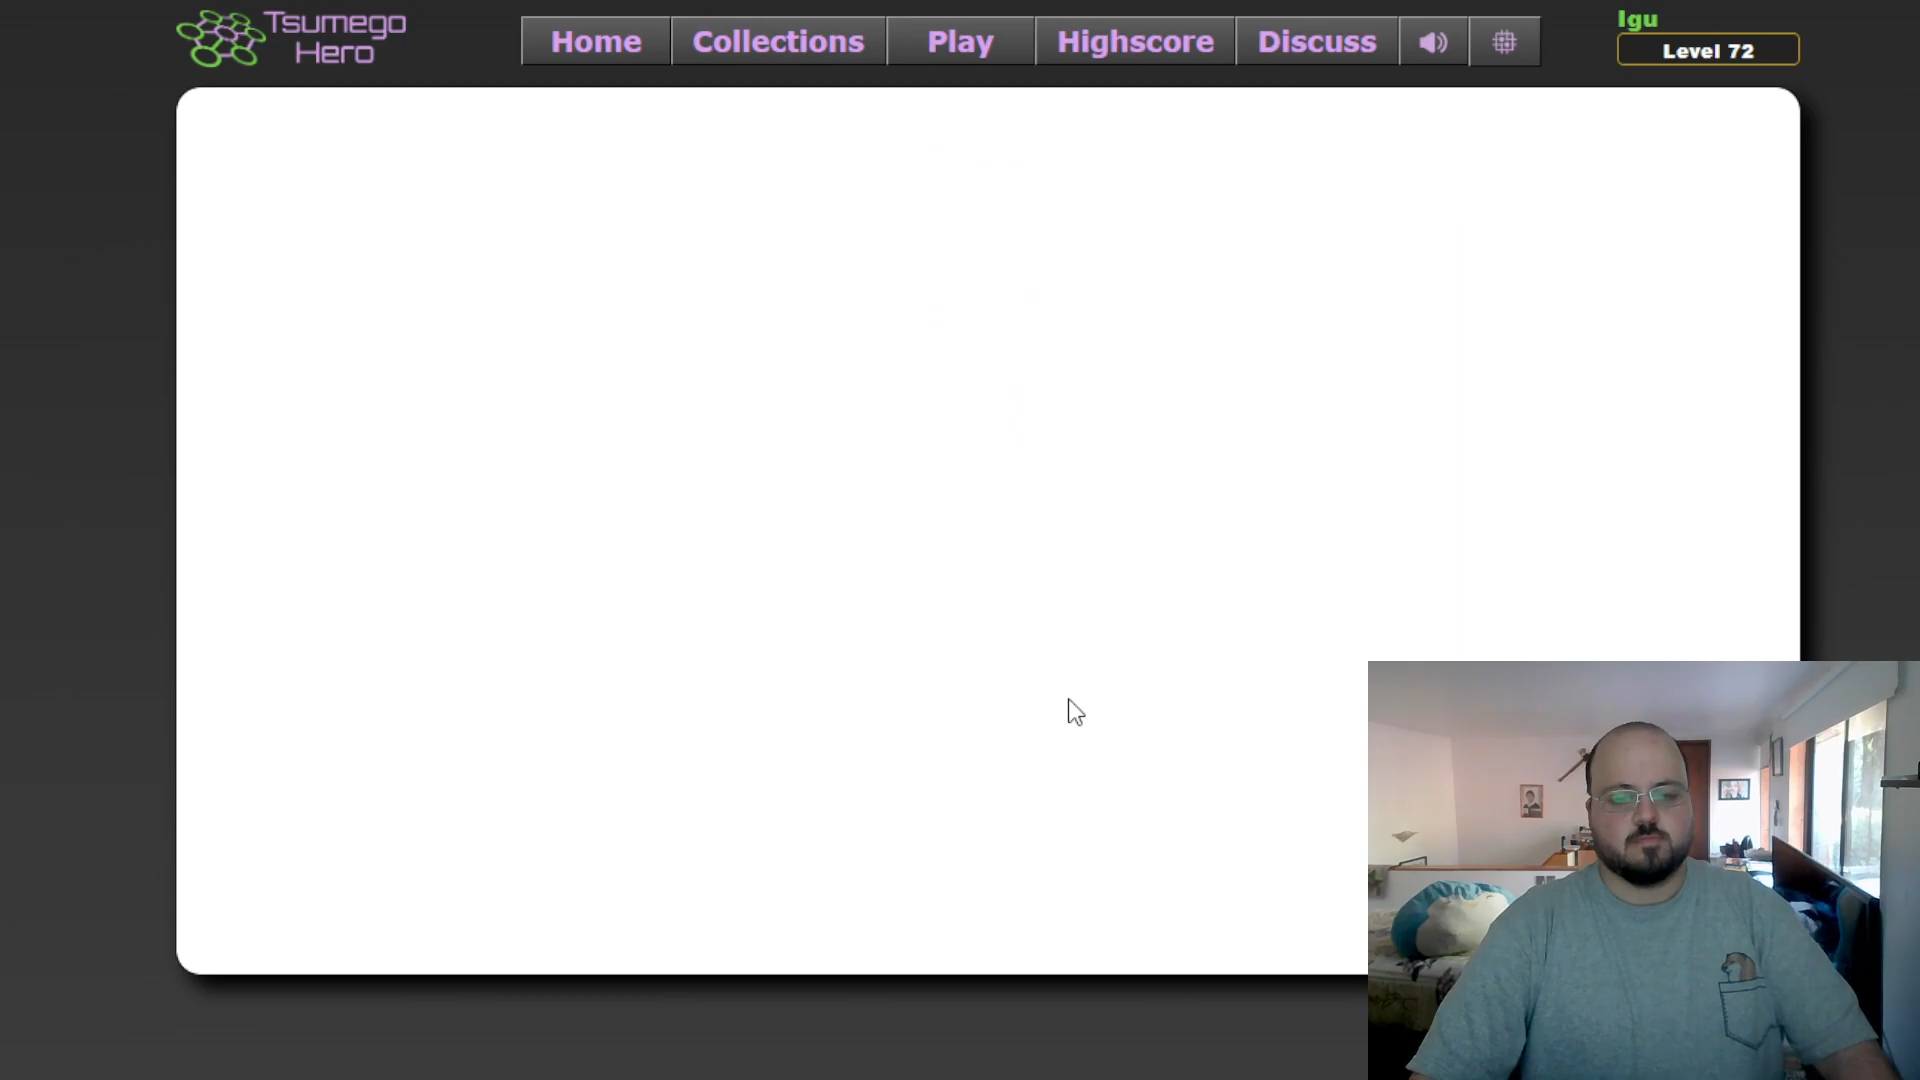 Tsumego
Hero
Home
Collections
Play
Highscore
Discuss
Igu
Level 72